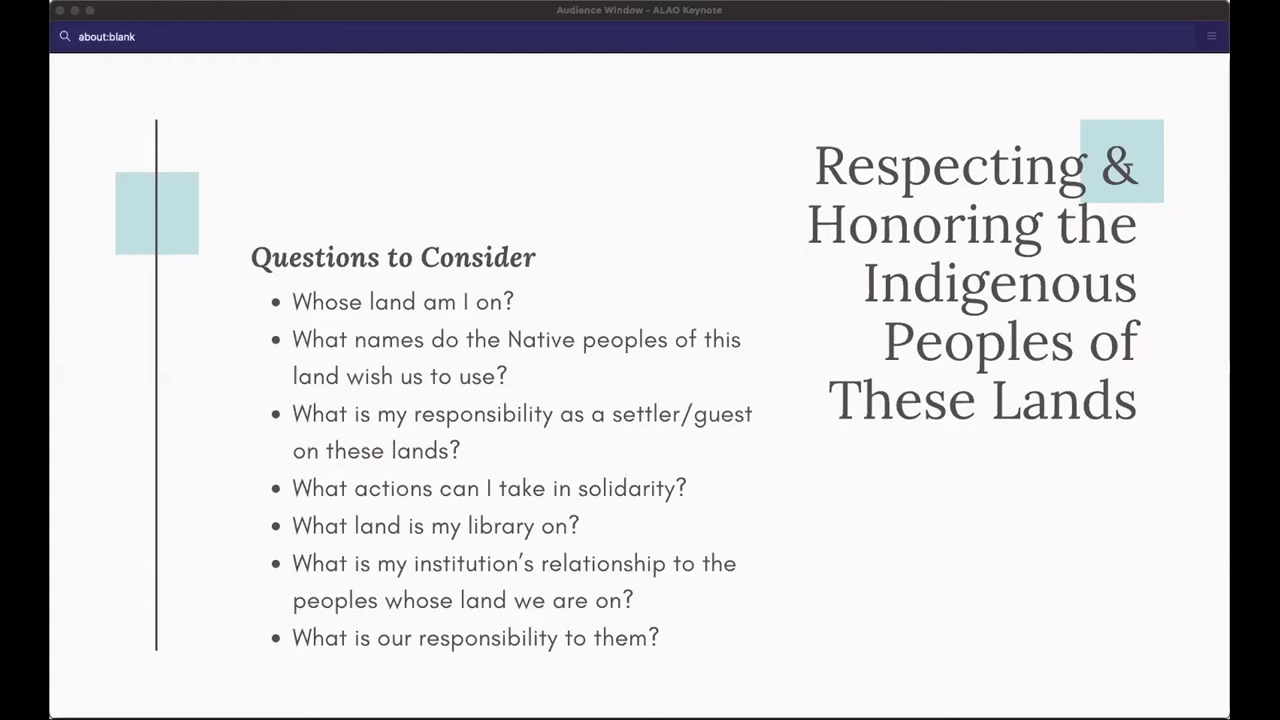 Audience Window - ALAO Keynote
about:blank
Respecting &
Honoring the
Indigenous
Peoples of
These Lands
Questions to Consider
• Whose land am I on?
• What names do the Native peoples of this
land wish us to use?
• What is my responsibility as a settler/guest
on these lands?
• What actions can I take in solidarity?
• What land is my library on?
• What is my institution’s relationship to the
peoples whose land we are on?
• What is our responsibility to them?